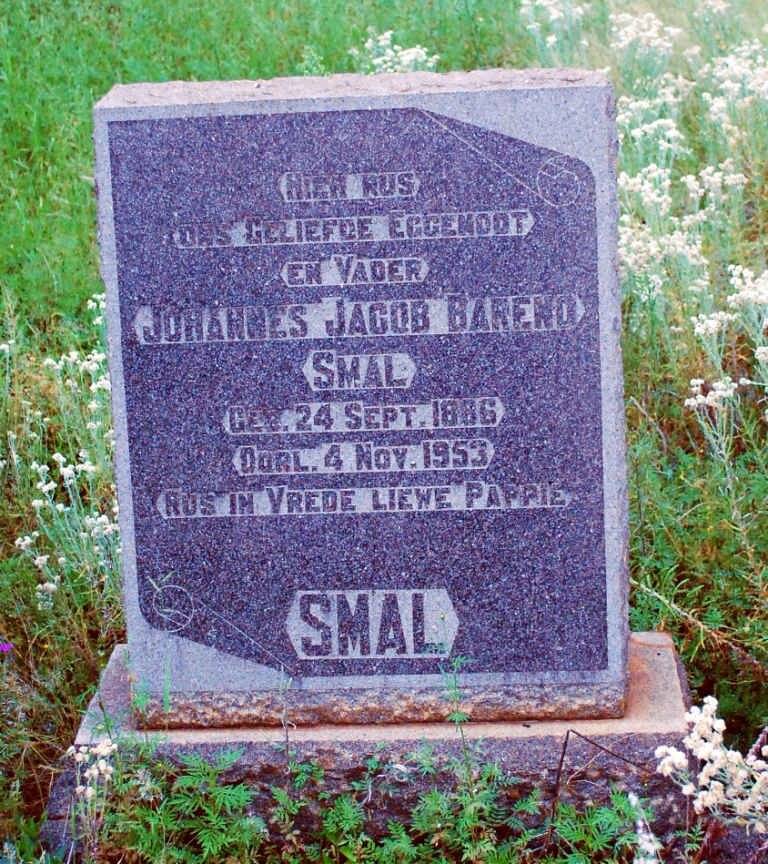 HIER RUS
ONS GELIEFDE EGGENOOT
EN VADER
JOHANNES JACOB BAREND
SMAL
GEB. 24 SEPT. 1886
OORL. 4 NOV. 1953
RUS IN VREDE LIEWE PAPPIE
SMAL